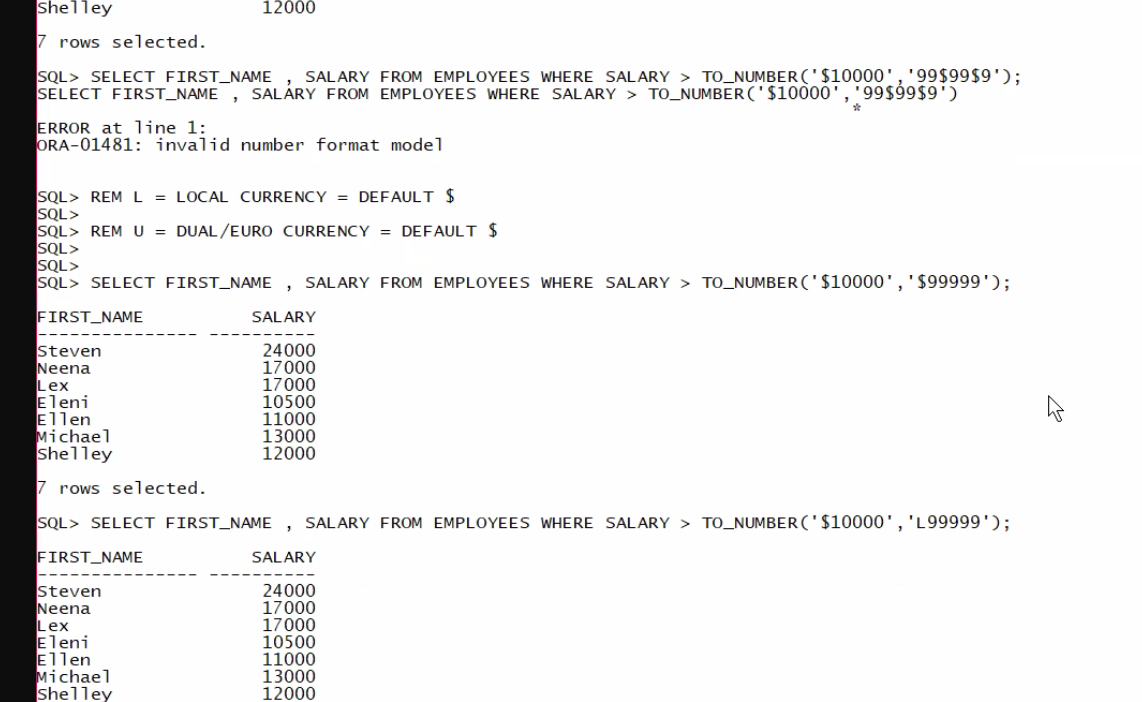 Shelley 12000
7 rows selected.
SQL> SELECT FIRST_NAME , SALARY FROM EMPLOYEES WHERE SALARY > TO_NUMBER('$10000','99$99$9');
SELECT FIRST_NAME , SALARY FROM EMPLOYEES WHERE SALARY > TO_NUMBER('$10000','99$99$9')
*
ERROR at line 1:
ORA-01481: invalid number format model
SQL> REM L = LOCAL CURRENCY = DEFAULT $
SQL>
SQL> REM U = DUAL/EURO CURRENCY = DEFAULT $
SQL>
SQL>
SQL> SELECT FIRST_NAME , SALARY FROM EMPLOYEES WHERE SALARY > TO_NUMBER('$10000','$99999');
FIRST_NAME SALARY
--------------- ----------
Steven 24000
Neena 17000
Lex 17000
Eleni 10500
Ellen 11000
Michael 13000
Shelley 12000
7 rows selected.
SQL> SELECT FIRST_NAME , SALARY FROM EMPLOYEES WHERE SALARY > TO_NUMBER('$10000','L99999');
FIRST_NAME SALARY
--------------- ----------
Steven 24000
Neena 17000
Lex 17000
Eleni 10500
Ellen 11000
Michael 13000
Shelley 12000